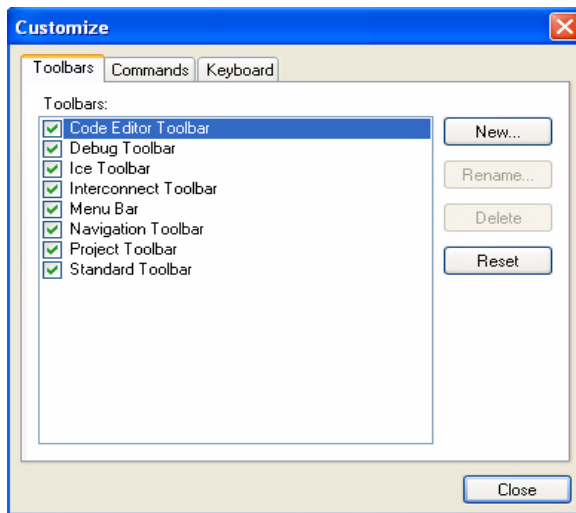 Customize
Toolbars Commands Keyboard
Toolbars:
Code Editor Toolbar
Debug Toolbar
Ice Toolbar
Interconnect Toolbar
Menu Bar
Navigation Toolbar
Project Toolbar
Standard Toolbar
New...
Rename...
Delete
Reset
Close